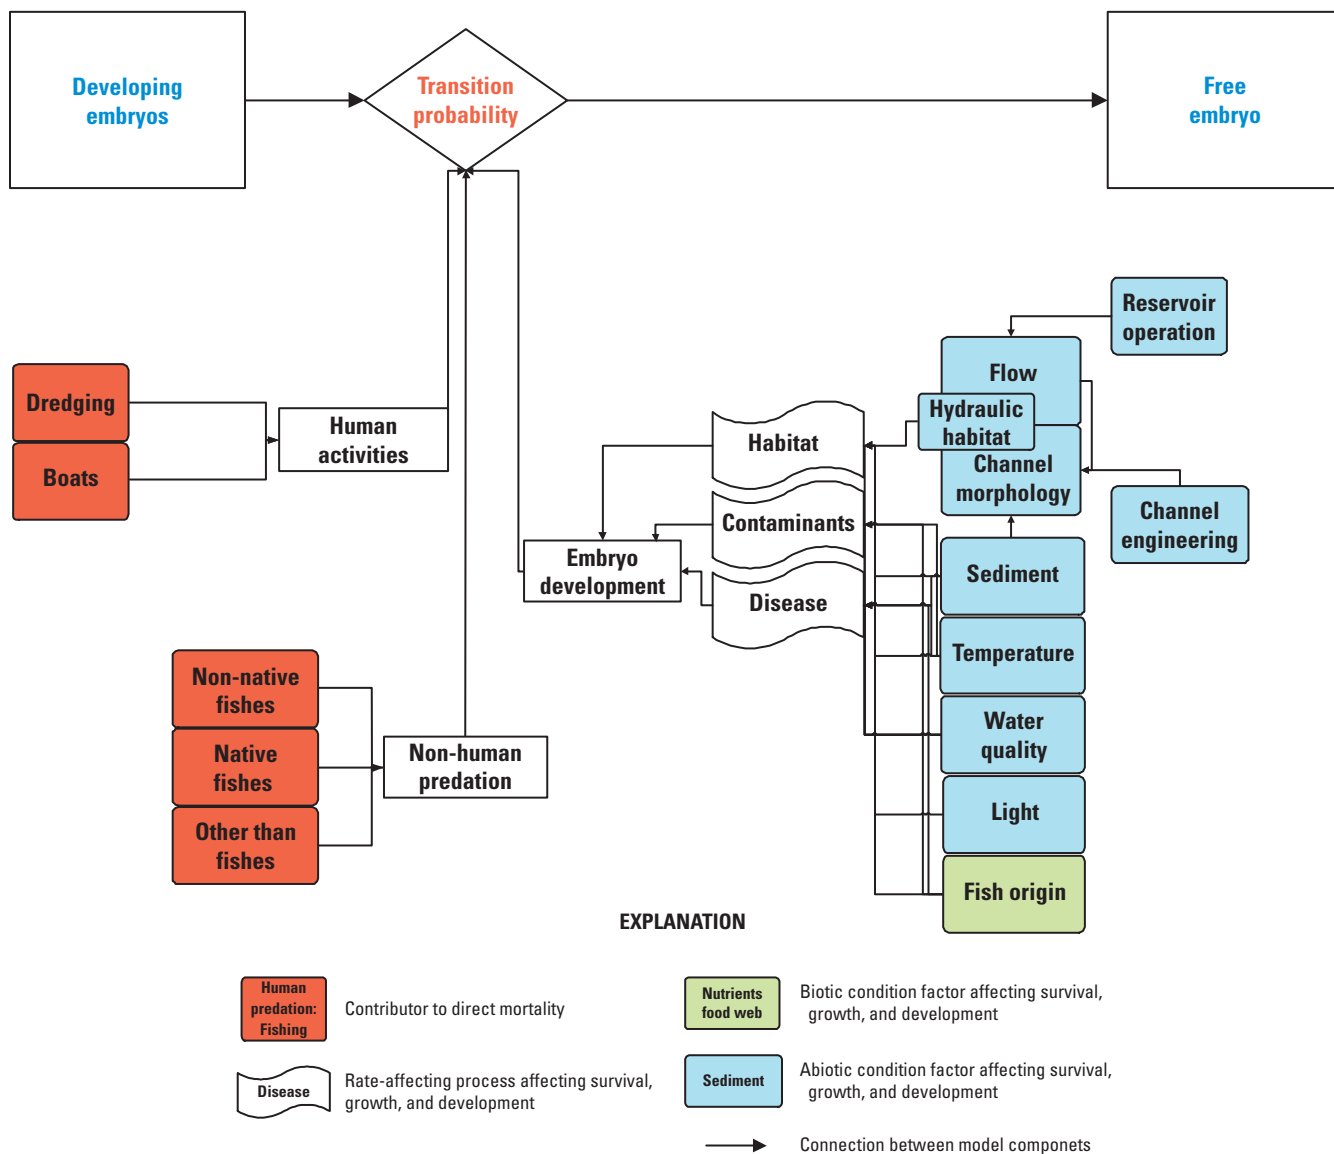 Developing
embryos
Transition
probability
Free
embryo
Reservoir
operation
Flow
Hydraulic
habitat
Channel
morphology
Channel
engineering
Dredging
Boats
Human
activities
Habitat
Contaminants
Disease
Embryo
development
Sediment
Temperature
Water
quality
Light
Fish origin
Non-native
fishes
Native
fishes
Other than
fishes
Non-human
predation
EXPLANATION
Human
predation:
Fishing
Contributor to direct mortality
Disease
Rate-affecting process affecting survival,
growth, and development
Nutrients
food web
Biotic condition factor affecting survival,
growth, and development
Sediment
Abiotic condition factor affecting survival,
growth, and development
Connection between model componets